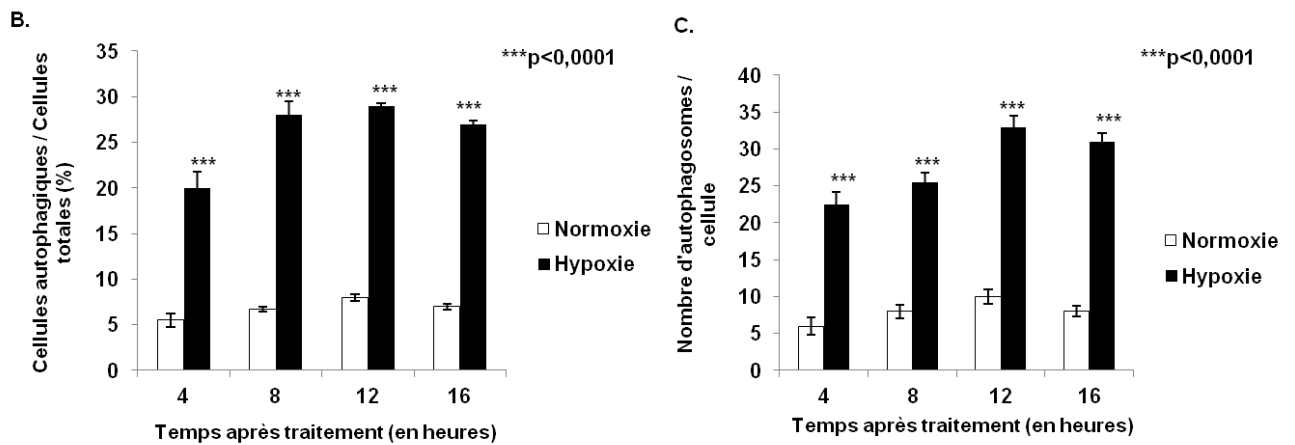 B.
***p<0,0001
35
30
25
20
15
10
5
0
Cellules autophagiques / Cellules
totales (%)
***
***
***
***
Normoxie
Hypoxie
4 8 12 16
Temps après traitement (en heures)
C.
***p<0,0001
40
35
30
25
20
15
10
5
0
Nombre d'autophagosomes /
cellule
***
***
***
***
Normoxie
Hypoxie
4 8 12 16
Temps après traitement (en heures)